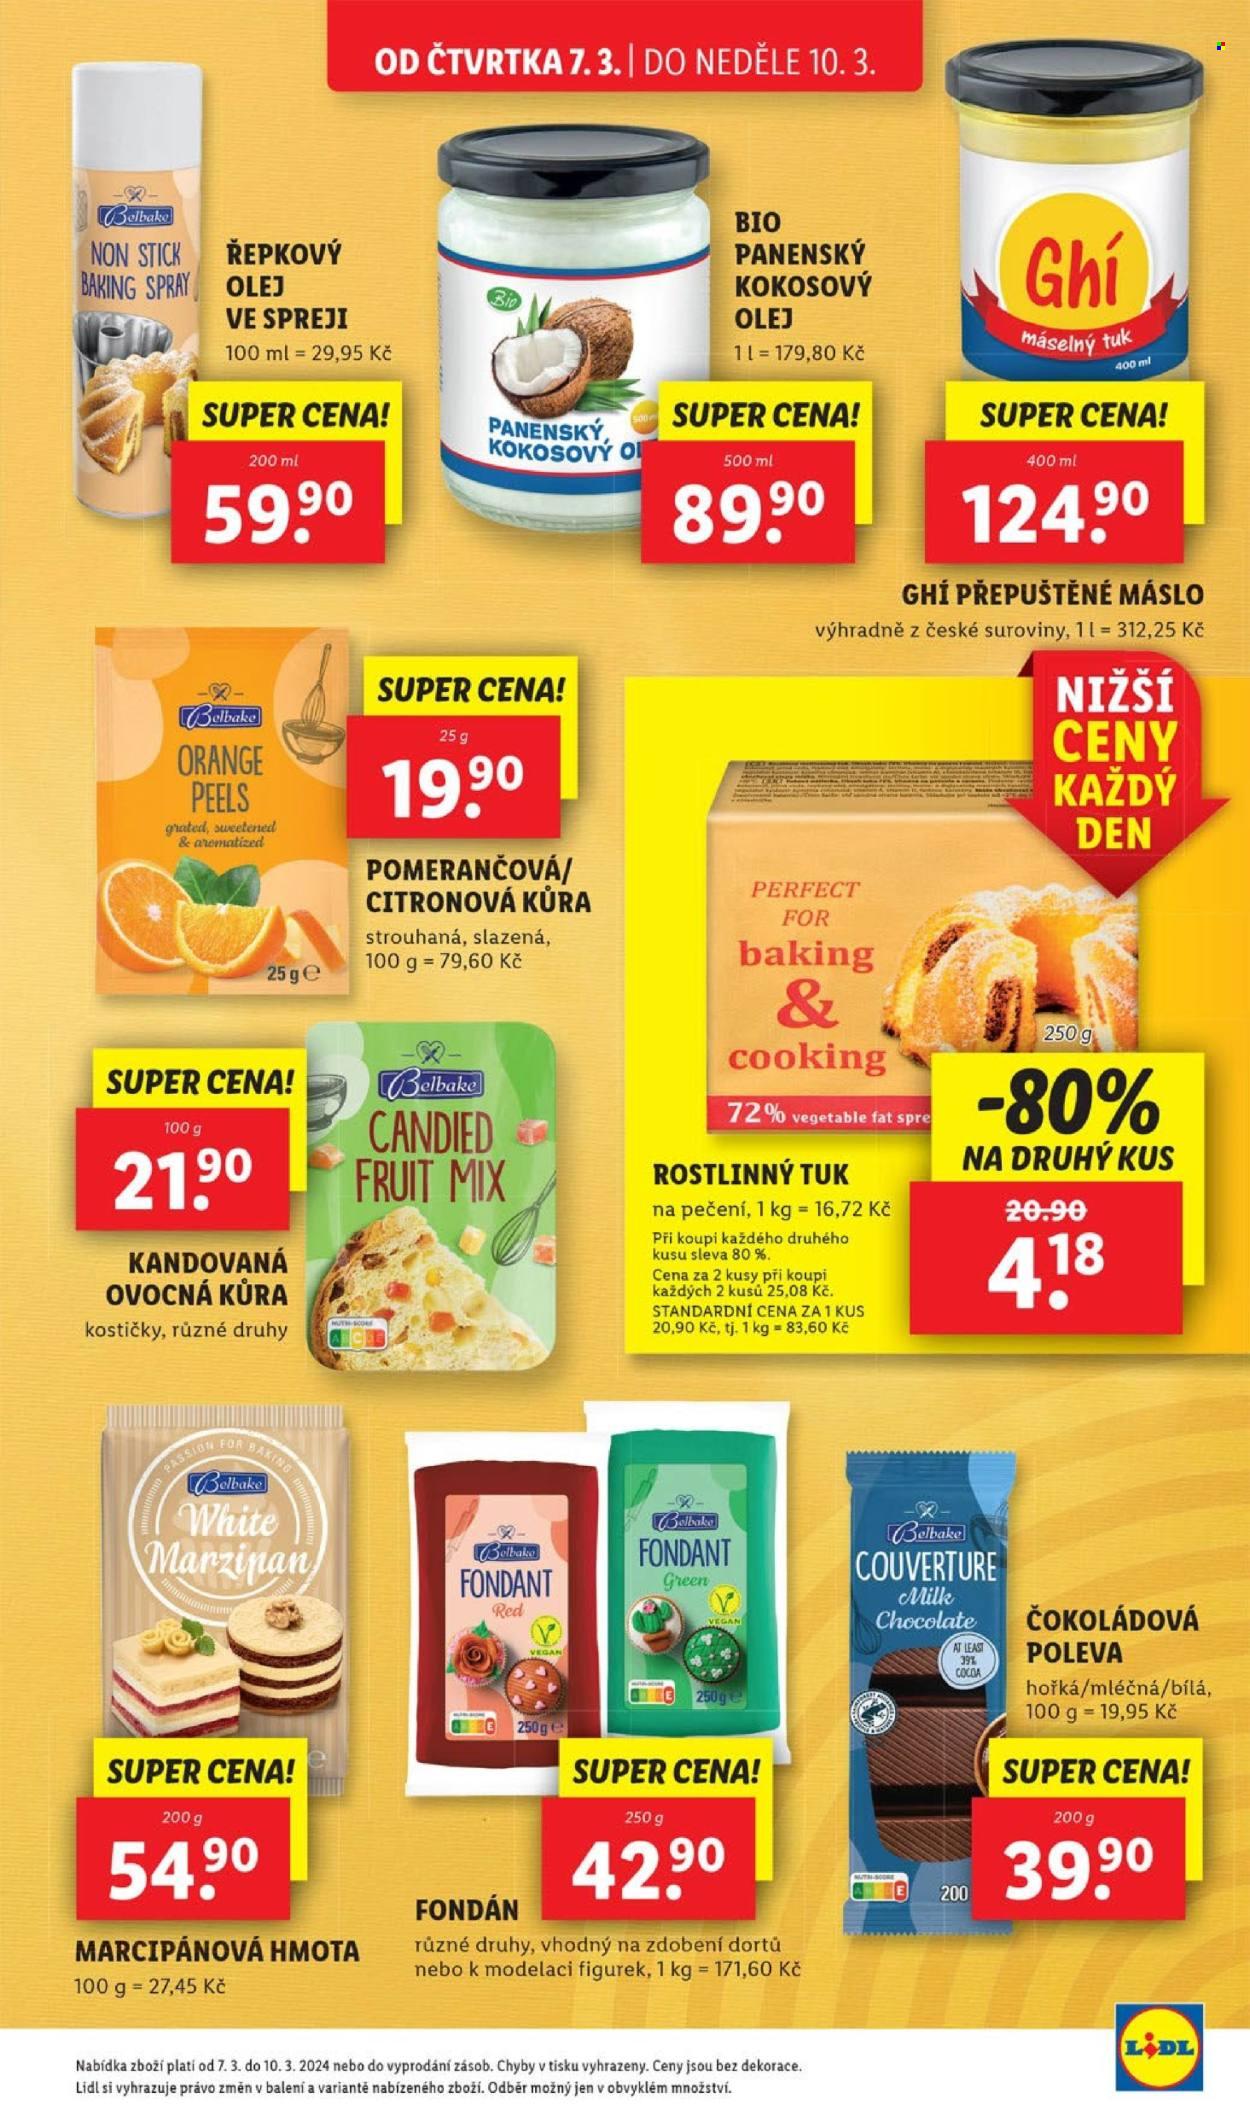 OD ČTVRTKA 7. 3. | DO NEDĚLE 10. 3.
Belbake
NON STICK
BAKING SPRAY
ŘEPKOVÝ
OLEJ
VE SPREJI
100 ml = 29,95 Kč
SUPER CENA!
200 ml
59.90
Bio
PANENSKÝ
KOKOSOVÝ OL
500 m
BIO
PANENSKÝ
KOKOSOVÝ
OLEJ
1 l = 179,80 Kč
SUPER CENA!
500 ml
89.90
Ghí
máselný tuk
400 ml
SUPER CENA!
400 ml
124.90
GHÍ PŘEPUŠTĚNÉ MÁSLO
výhradně z české suroviny, 1 l = 312,25 Kč
Belbake
ORANGE
PEELS
grated, sweetened
& aromatized
25 g e
SUPER CENA!
25 g
19.90
POMERANČOVÁ/
CITRONOVÁ KŮRA
strouhaná, slazená,
100 g = 79,60 Kč
NIŽŠÍ
CENY
KAŽDÝ
DEN
PERFECT
FOR
baking
&
cooking
250 g
72% vegetable fat spre
-80%
NA DRUHÝ KUS
20.90
4.18
ROSTLINNÝ TUK
na pečení, 1 kg = 16,72 Kč
Při koupi každého druhého
kusu sleva 80 %.
Cena za 2 kusy při koupi
každých 2 kusů 25,08 Kč.
STANDARDNÍ CENA ZA 1 KUS
20,90 Kč, tj. 1 kg = 83,60 Kč
SUPER CENA!
100 g
21.90
KANDOVANÁ
OVOCNÁ KŮRA
kostičky, různé druhy
Belbake
CANDIED
FRUIT MIX
NUTRI-SCORE
PASSION FOR BAKING
Belbake
White
Marzipan
SUPER CENA!
200 g
54.90
MARCIPÁNOVÁ HMOTA
100 g = 27,45 Kč
Belbake
FONDANT
Red
VEGAN
NUTRI-SCORE
250 g e
Belbake
FONDANT
Green
VEGAN
NUTRI-SCORE
250 g e
SUPER CENA!
250 g
42.90
FONDÁN
různé druhy, vhodný na zdobení dortů
nebo k modelaci figurek, 1 kg = 171,60 Kč
Belbake
COUVERTURE
Milk
Chocolate
AT LEAST
39%
COCOA
NUTRI-SCORE
200
ČOKOLÁDOVÁ
POLEVA
hořká/mléčná/bílá,
100 g = 19,95 Kč
SUPER CENA!
200 g
39.90
LIDL
Nabídka zboží platí od 7. 3. do 10. 3. 2024 nebo do vyprodání zásob. Chyby v tisku vyhrazeny. Ceny jsou bez dekorace.
Lidl si vyhrazuje právo změn v balení a variantě nabízeného zboží. Odběr možný jen v obvyklém množství.